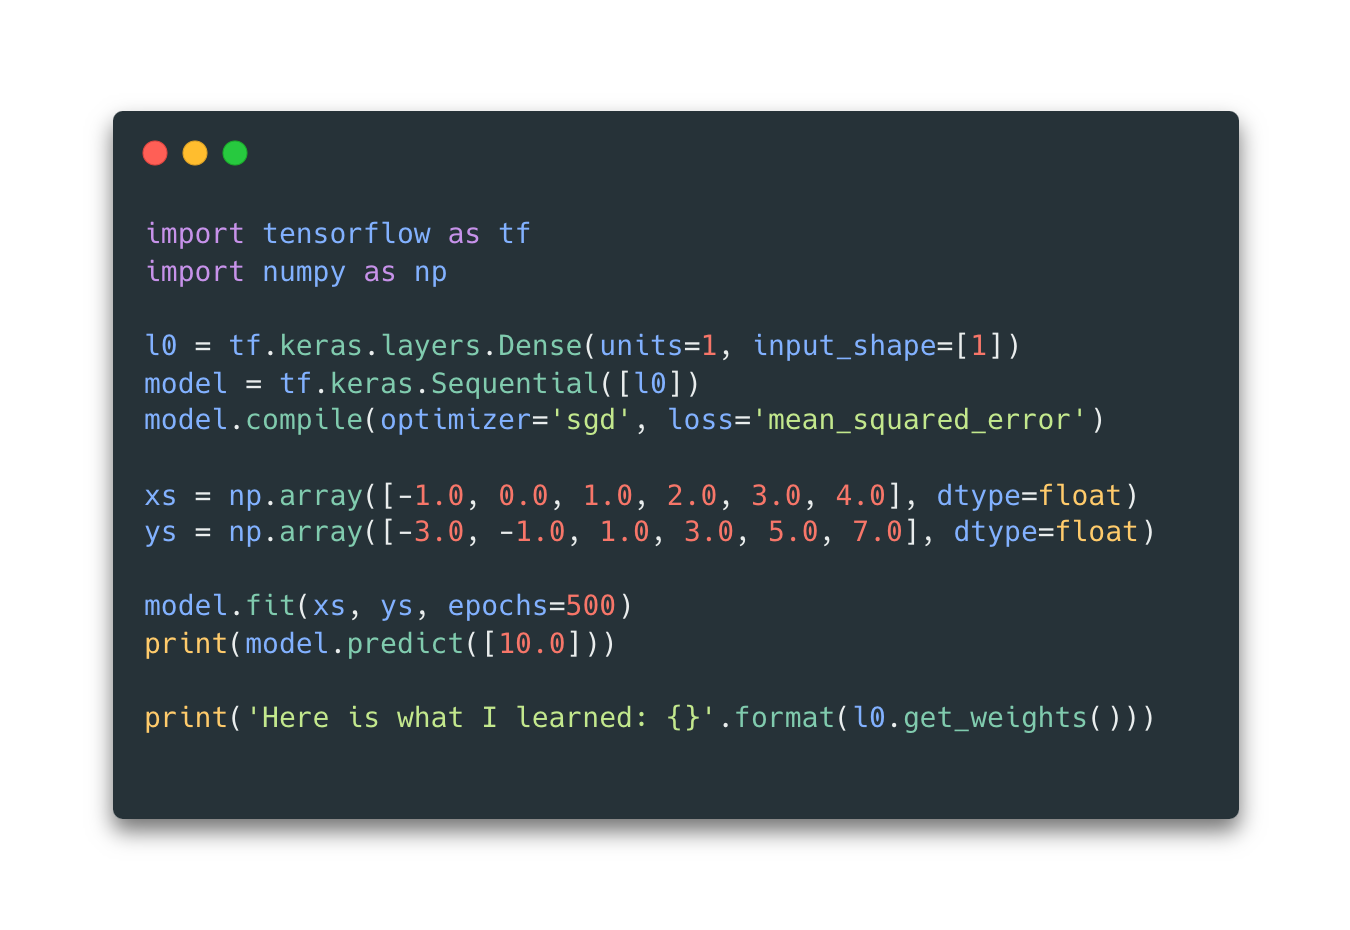 import tensorflow as tf
import numpy as np
l0 = tf.keras.layers.Dense(units=1, input_shape=[1])
model = tf.keras.Sequential([l0])
model.compile(optimizer='sgd', loss='mean_squared_error')
xs = np.array([-1.0, 0.0, 1.0, 2.0, 3.0, 4.0], dtype=float)
ys = np.array([-3.0, -1.0, 1.0, 3.0, 5.0, 7.0], dtype=float)
model.fit(xs, ys, epochs=500)
print(model.predict([10.0]))
print('Here is what I learned: {}'.format(l0.get_weights()))